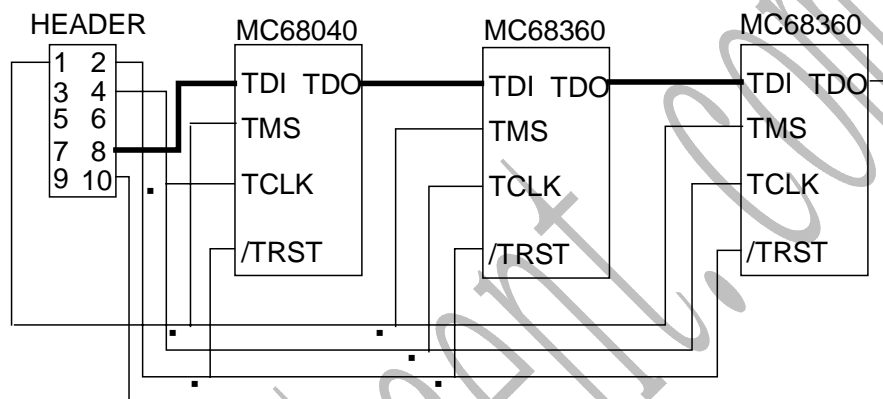 HEADER
MC68040
MC68360
MC68360
1 2
3 4
5 6
7 8
9 10
TDI TDO
TMS
TCLK
/TRST
TDI TDO
TMS
TCLK
/TRST
TDI TDO
TMS
TCLK
/TRST